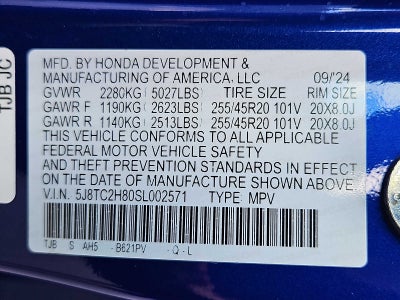 TJB JC
MFD. BY HONDA DEVELOPMENT &
MANUFACTURING OF AMERICA, LLC 09/'24
GVWR 2280KG ( 5027LBS) TIRE SIZE RIM SIZE
GAWR F 1190KG ( 2623LBS) 255/45R20 101V 20X8.0J
GAWR R 1140KG ( 2513LBS) 255/45R20 101V 20X8.0J
THIS VEHICLE CONFORMS TO ALL APPLICABLE
FEDERAL MOTOR VEHICLE SAFETY
AND THEFT PREVENTION STANDARDS IN EFFECT
ON THE DATE OF MANUFACTURE SHOWN ABOVE.
V.I.N. 5J8TC2H80SL002571 TYPE: MPV
TJB S AH5 - B621PV - Q - L